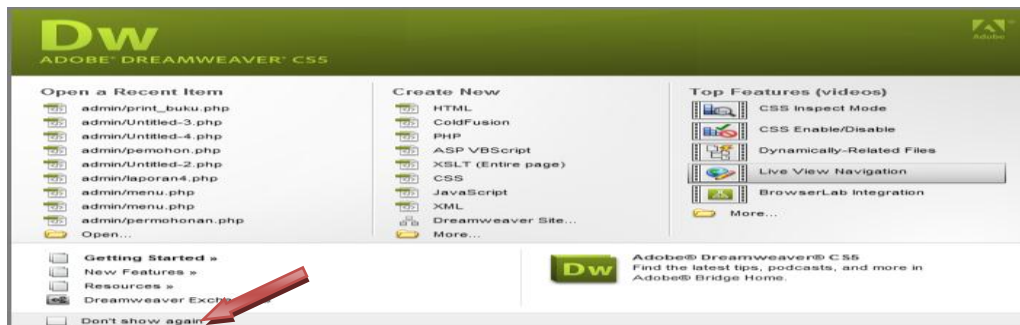 Dw
ADOBE® DREAMWEAVER® CS5
Adobe
Open a Recent Item
admin/print_buku.php
admin/Untitled-3.php
admin/Untitled-4.php
admin/pemohon.php
admin/Untitled-2.php
admin/laporan4.php
admin/menu.php
admin/menu.php
admin/permohonan.php
Open...
Create New
HTML
ColdFusion
PHP
ASP VBScript
XSLT (Entire page)
CSS
JavaScript
XML
Dreamweaver Site...
More...
Top Features (videos)
CSS Inspect Mode
CSS Enable/Disable
Dynamically-Related Files
Live View Navigation
BrowserLab Integration
More...
Getting Started »
New Features »
Resources »
Dreamweaver
Don't show again
Dw
Adobe® Dreamweaver® CS5
Find the latest tips, podcasts, and more in
Adobe® Bridge Home.